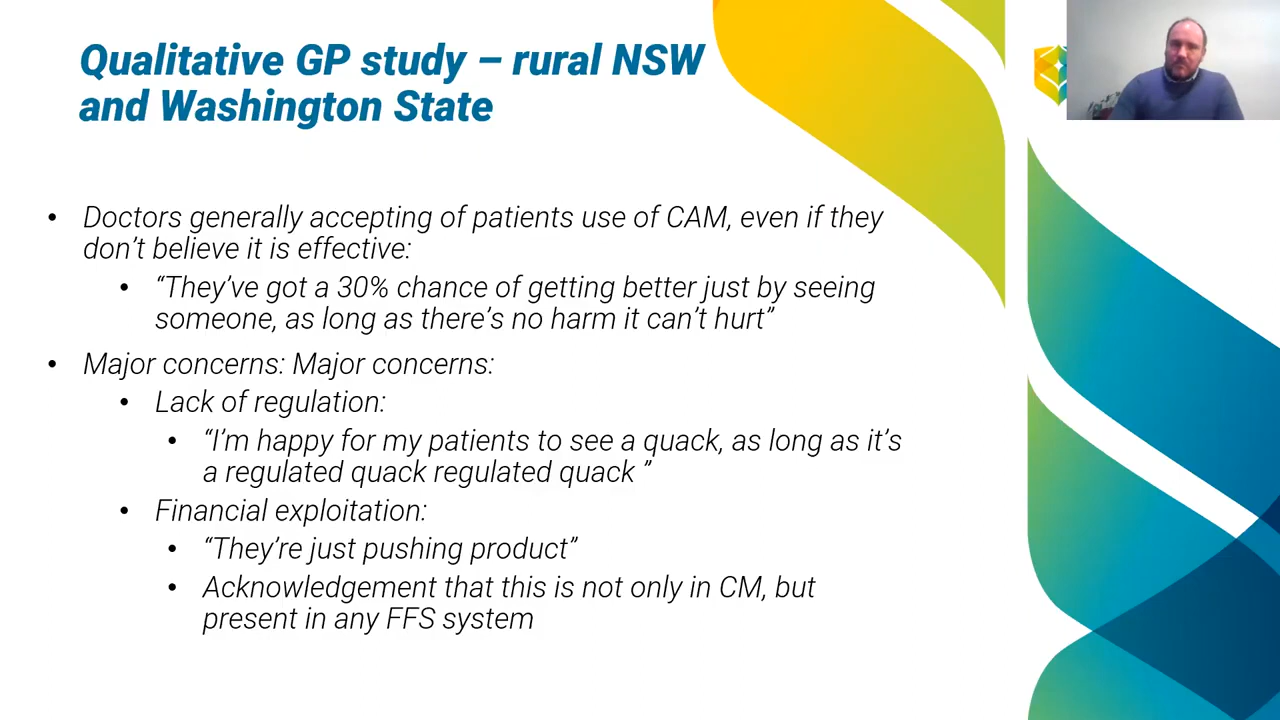 Qualitative GP study – rural NSW
and Washington State
• Doctors generally accepting of patients use of CAM, even if they
don’t believe it is effective:
• “They’ve got a 30% chance of getting better just by seeing
someone, as long as there’s no harm it can’t hurt”
• Major concerns: Major concerns:
• Lack of regulation:
• “I’m happy for my patients to see a quack, as long as it’s
a regulated quack regulated quack ”
• Financial exploitation:
• “They’re just pushing product”
• Acknowledgement that this is not only in CM, but
present in any FFS system